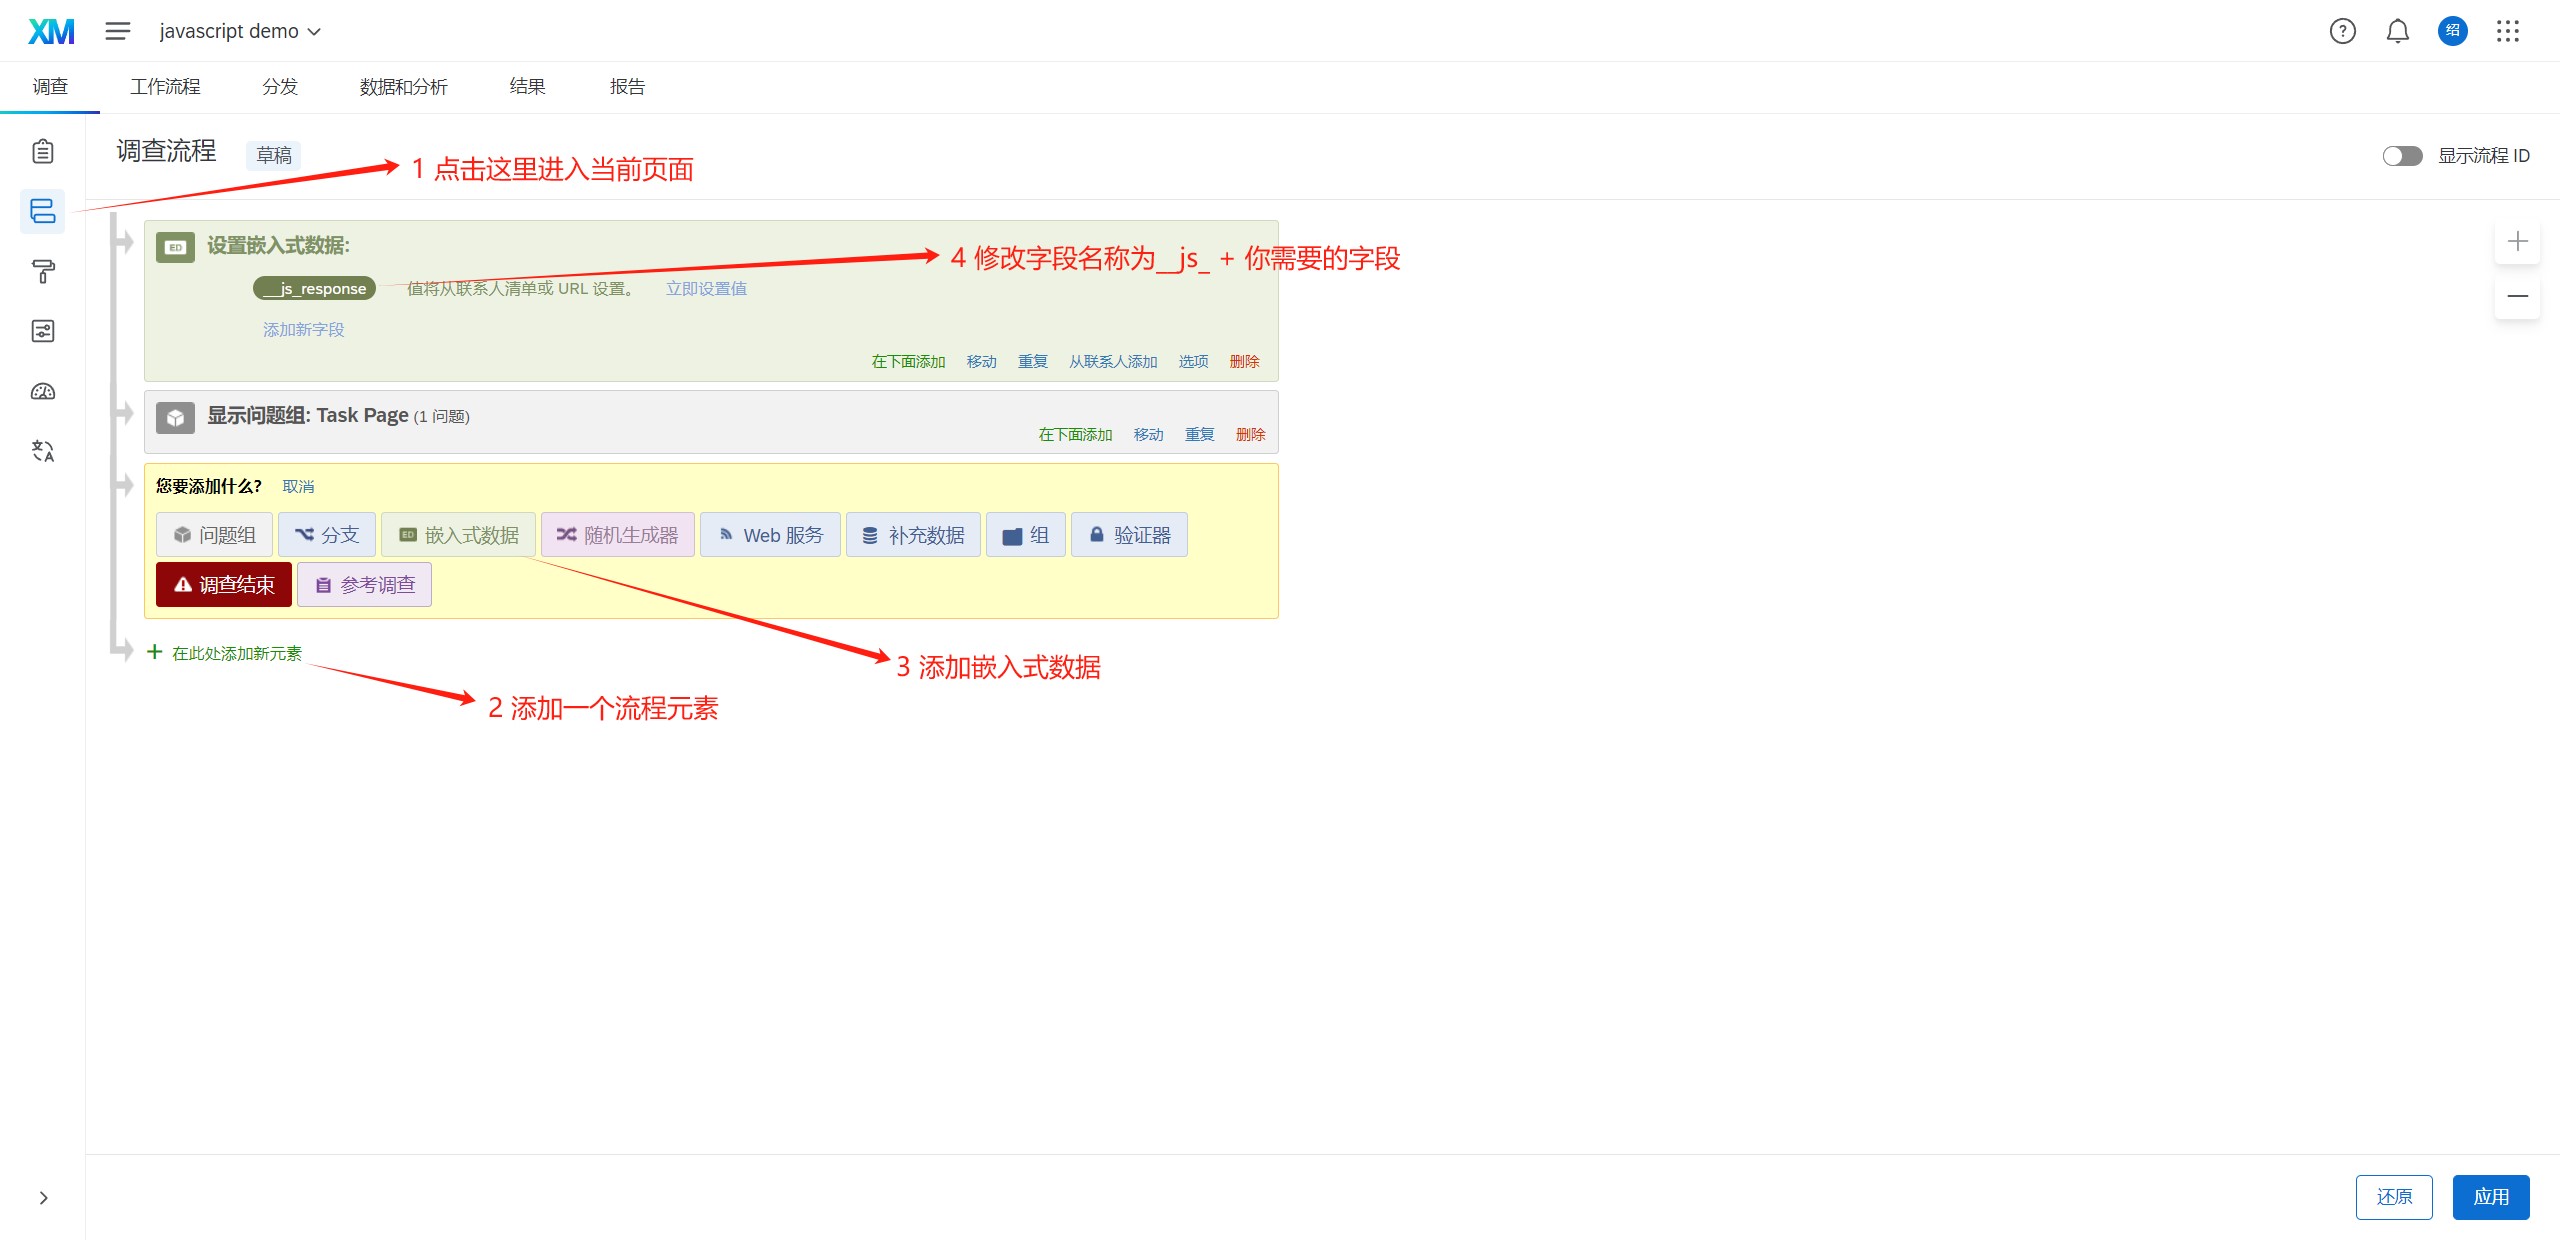 XM
javascript demo
绍
调查
工作流程
分发
数据和分析
结果
报告
调查流程
草稿
1 点击这里进入当前页面
显示流程 ID
ED
设置嵌入式数据:
4 修改字段名称为__js_ + 你需要的字段
__js_response
值将从联系人清单或 URL 设置。
立即设置值
添加新字段
在下面添加
移动
重复
从联系人添加
选项
删除
显示问题组: Task Page (1 问题)
在下面添加
移动
重复
删除
您要添加什么?
取消
问题组
分支
ED 嵌入式数据
随机生成器
Web 服务
补充数据
组
验证器
调查结束
参考调查
在此处添加新元素
3 添加嵌入式数据
2 添加一个流程元素
还原
应用